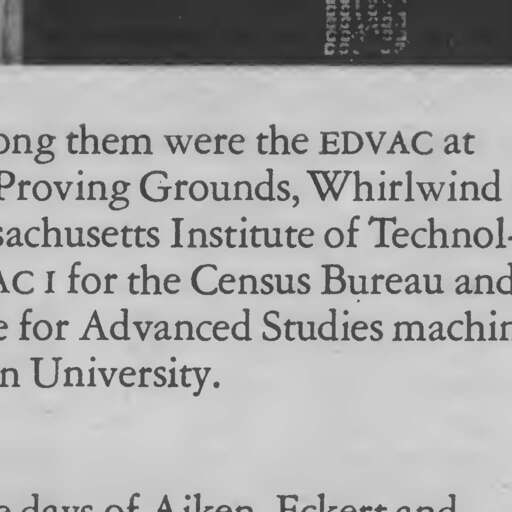 ong them were the EDVAC at
Proving Grounds, Whirlwind
sachusetts Institute of Technol-
AC I for the Census Bureau and
e for Advanced Studies machin
n University.
e days of Aiken, Eckert and